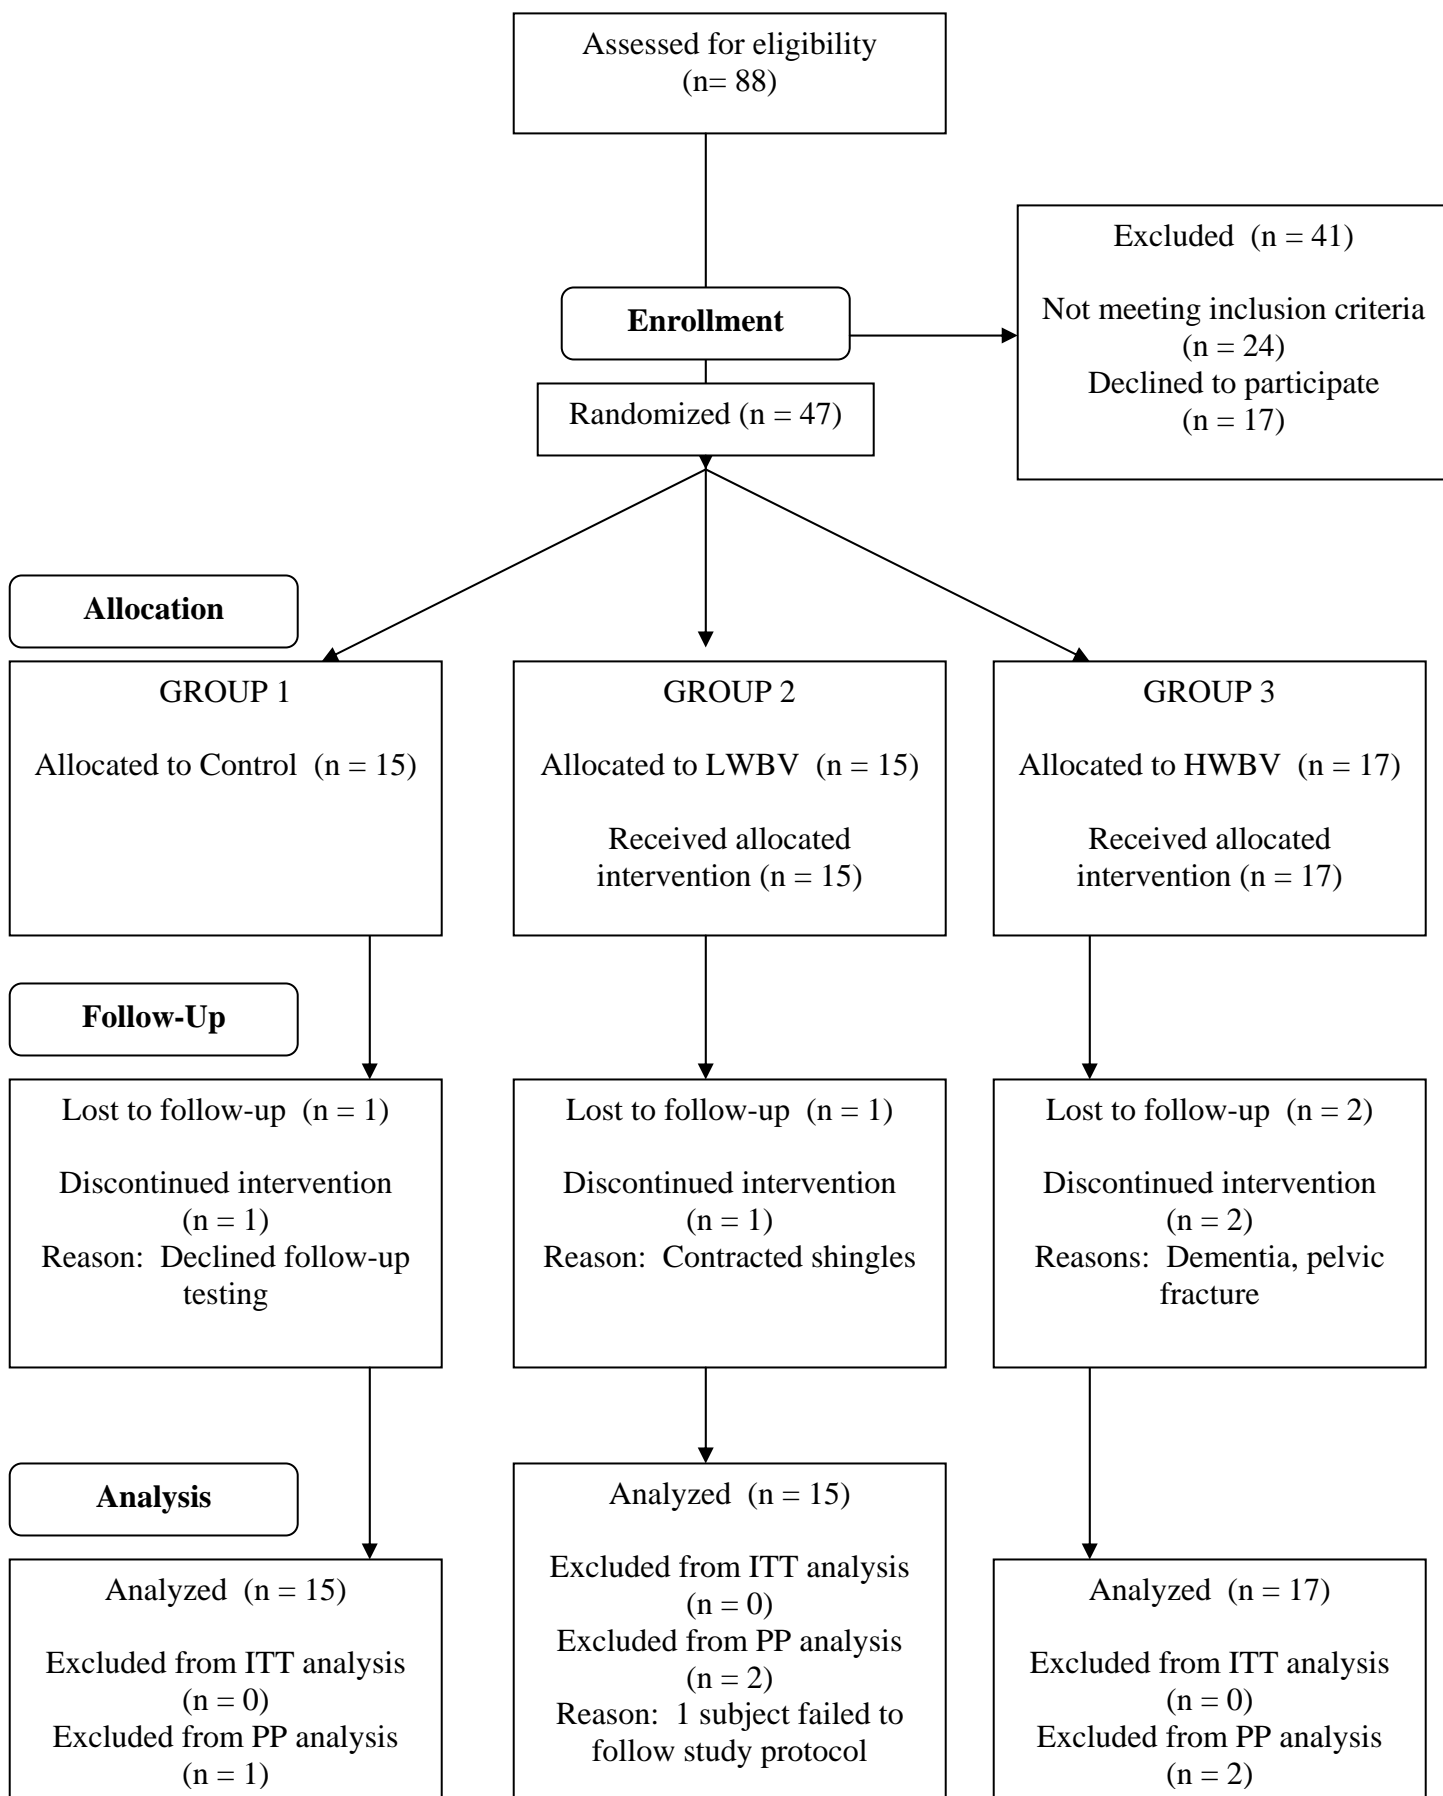 Assessed for eligibility
(n= 88)
Excluded  (n = 41)
Not meeting inclusion criteria
(n = 24)
Declined to participate
(n = 17)
Enrollment
Randomized (n = 47)
Allocation
GROUP 1
Allocated to Control  (n = 15)
GROUP 2
Allocated to LWBV  (n = 15)
Received allocated
intervention (n = 15)
GROUP 3
Allocated to HWBV  (n = 17)
Received allocated
intervention (n = 17)
Follow-Up
Lost to follow-up  (n = 1)
Discontinued intervention
(n = 1)
Reason:  Declined follow-up
testing
Lost to follow-up  (n = 1)
Discontinued intervention
(n = 1)
Reason:  Contracted shingles
Lost to follow-up  (n = 2)
Discontinued intervention
(n = 2)
Reasons:  Dementia, pelvic
fracture
Analysis
Analyzed  (n = 15)
Excluded from ITT analysis
(n = 0)
Excluded from PP analysis
(n = 1)
Analyzed  (n = 15)
Excluded from ITT analysis
(n = 0)
Excluded from PP analysis
(n = 2)
Reason:  1 subject failed to
follow study protocol
Analyzed  (n = 17)
Excluded from ITT analysis
(n = 0)
Excluded from PP analysis
(n = 2)